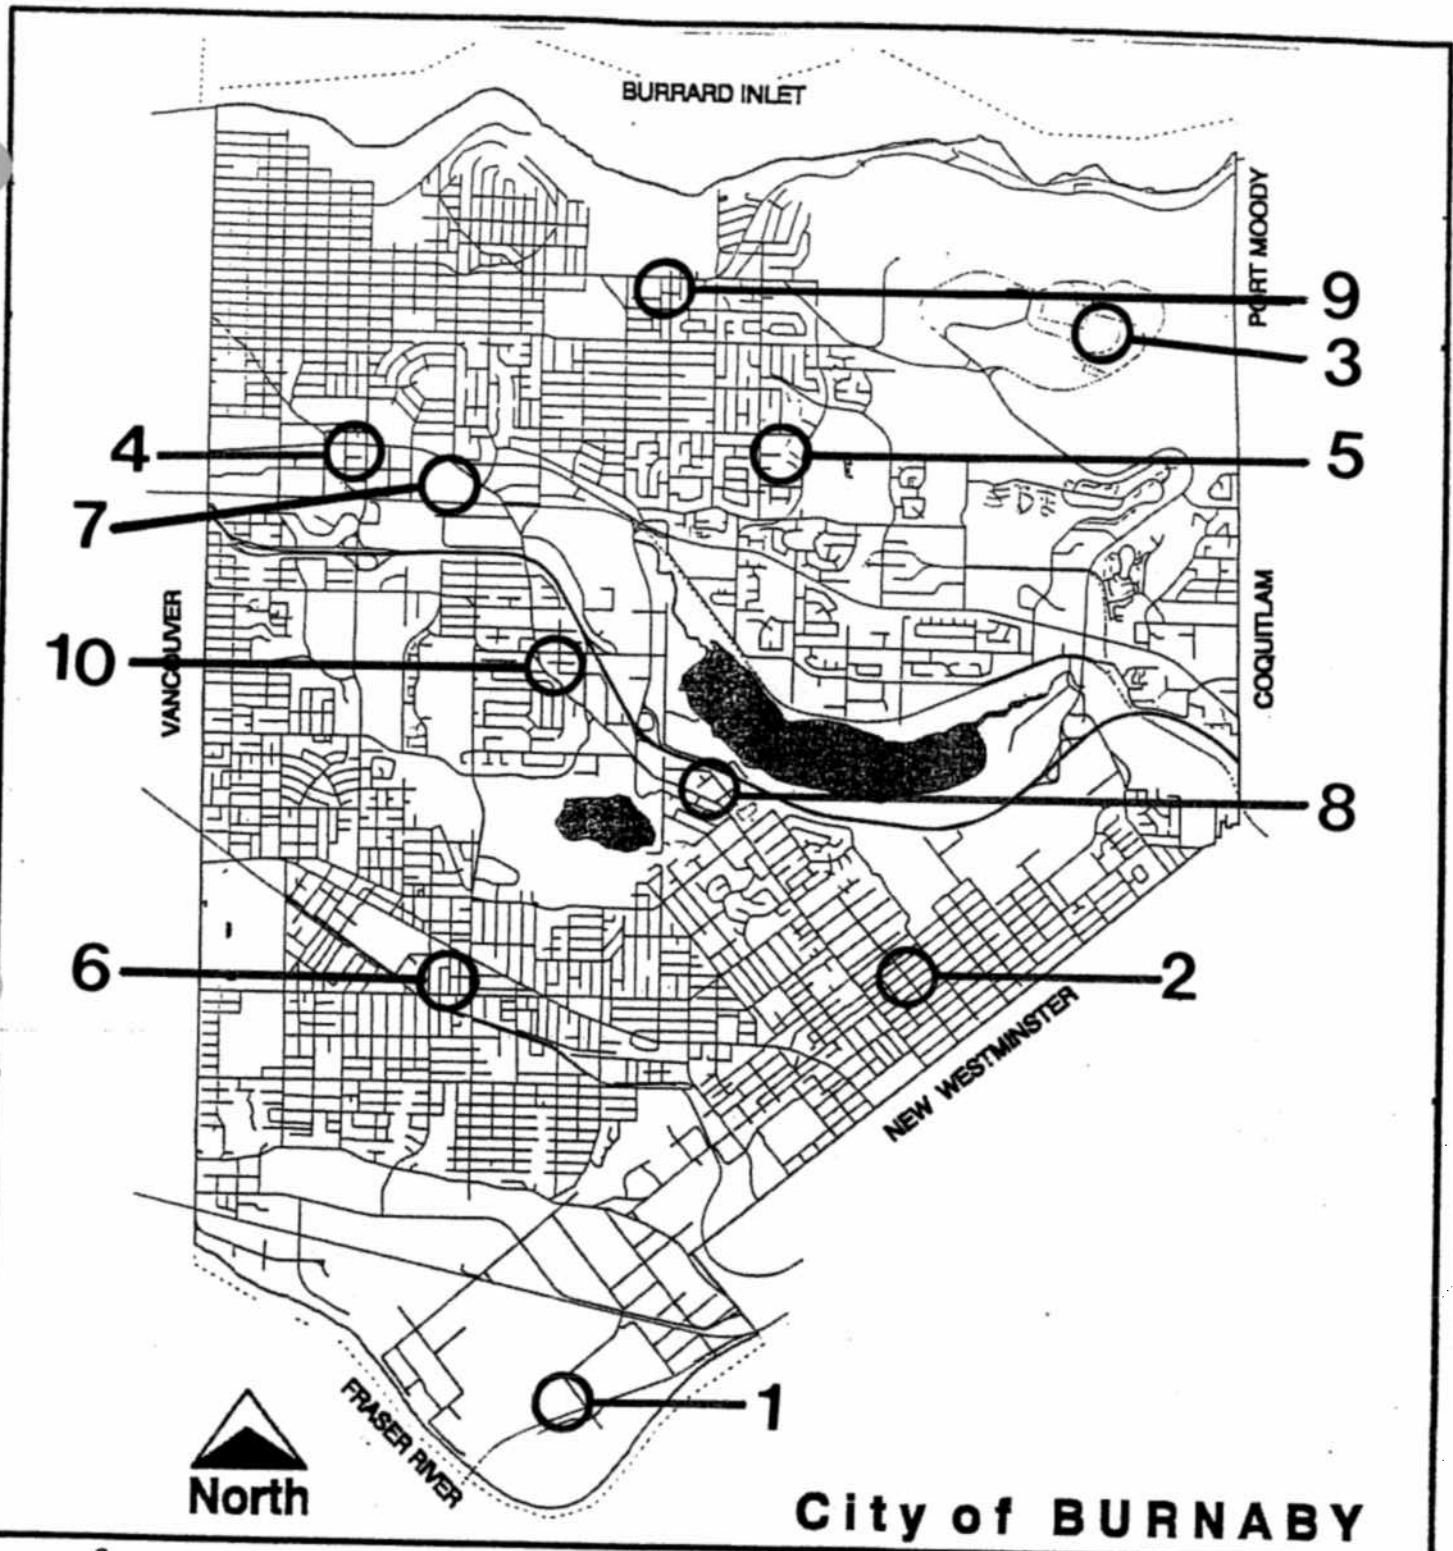 BURRARD INLET
PORT MOODY
9
3
4
5
7
VANCOUVER
COQUITLAM
10
8
6
2
NEW WESTMINSTER
1
FRASER RIVER
North
City of BURNABY